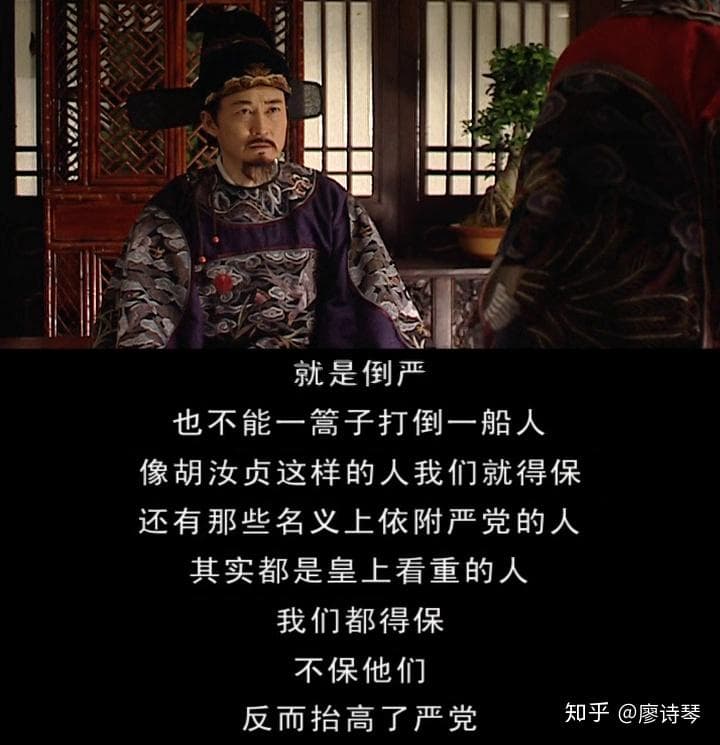 就是倒严
也不能一篙子打倒一船人
像胡汝贞这样的人我们就得保
还有那些名义上依附严党的人
其实都是皇上看重的人
我们都得保
不保他们
反而抬高了严党
知乎 @廖诗琴